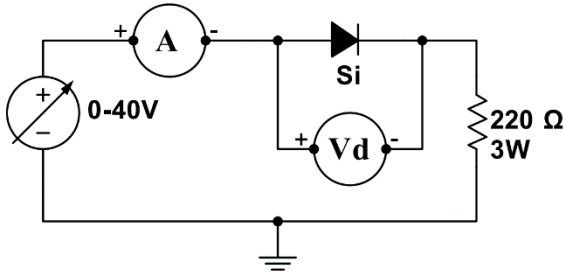 + A -
Si
+
−
0-40V
+ Vd -
220 Ω
3W